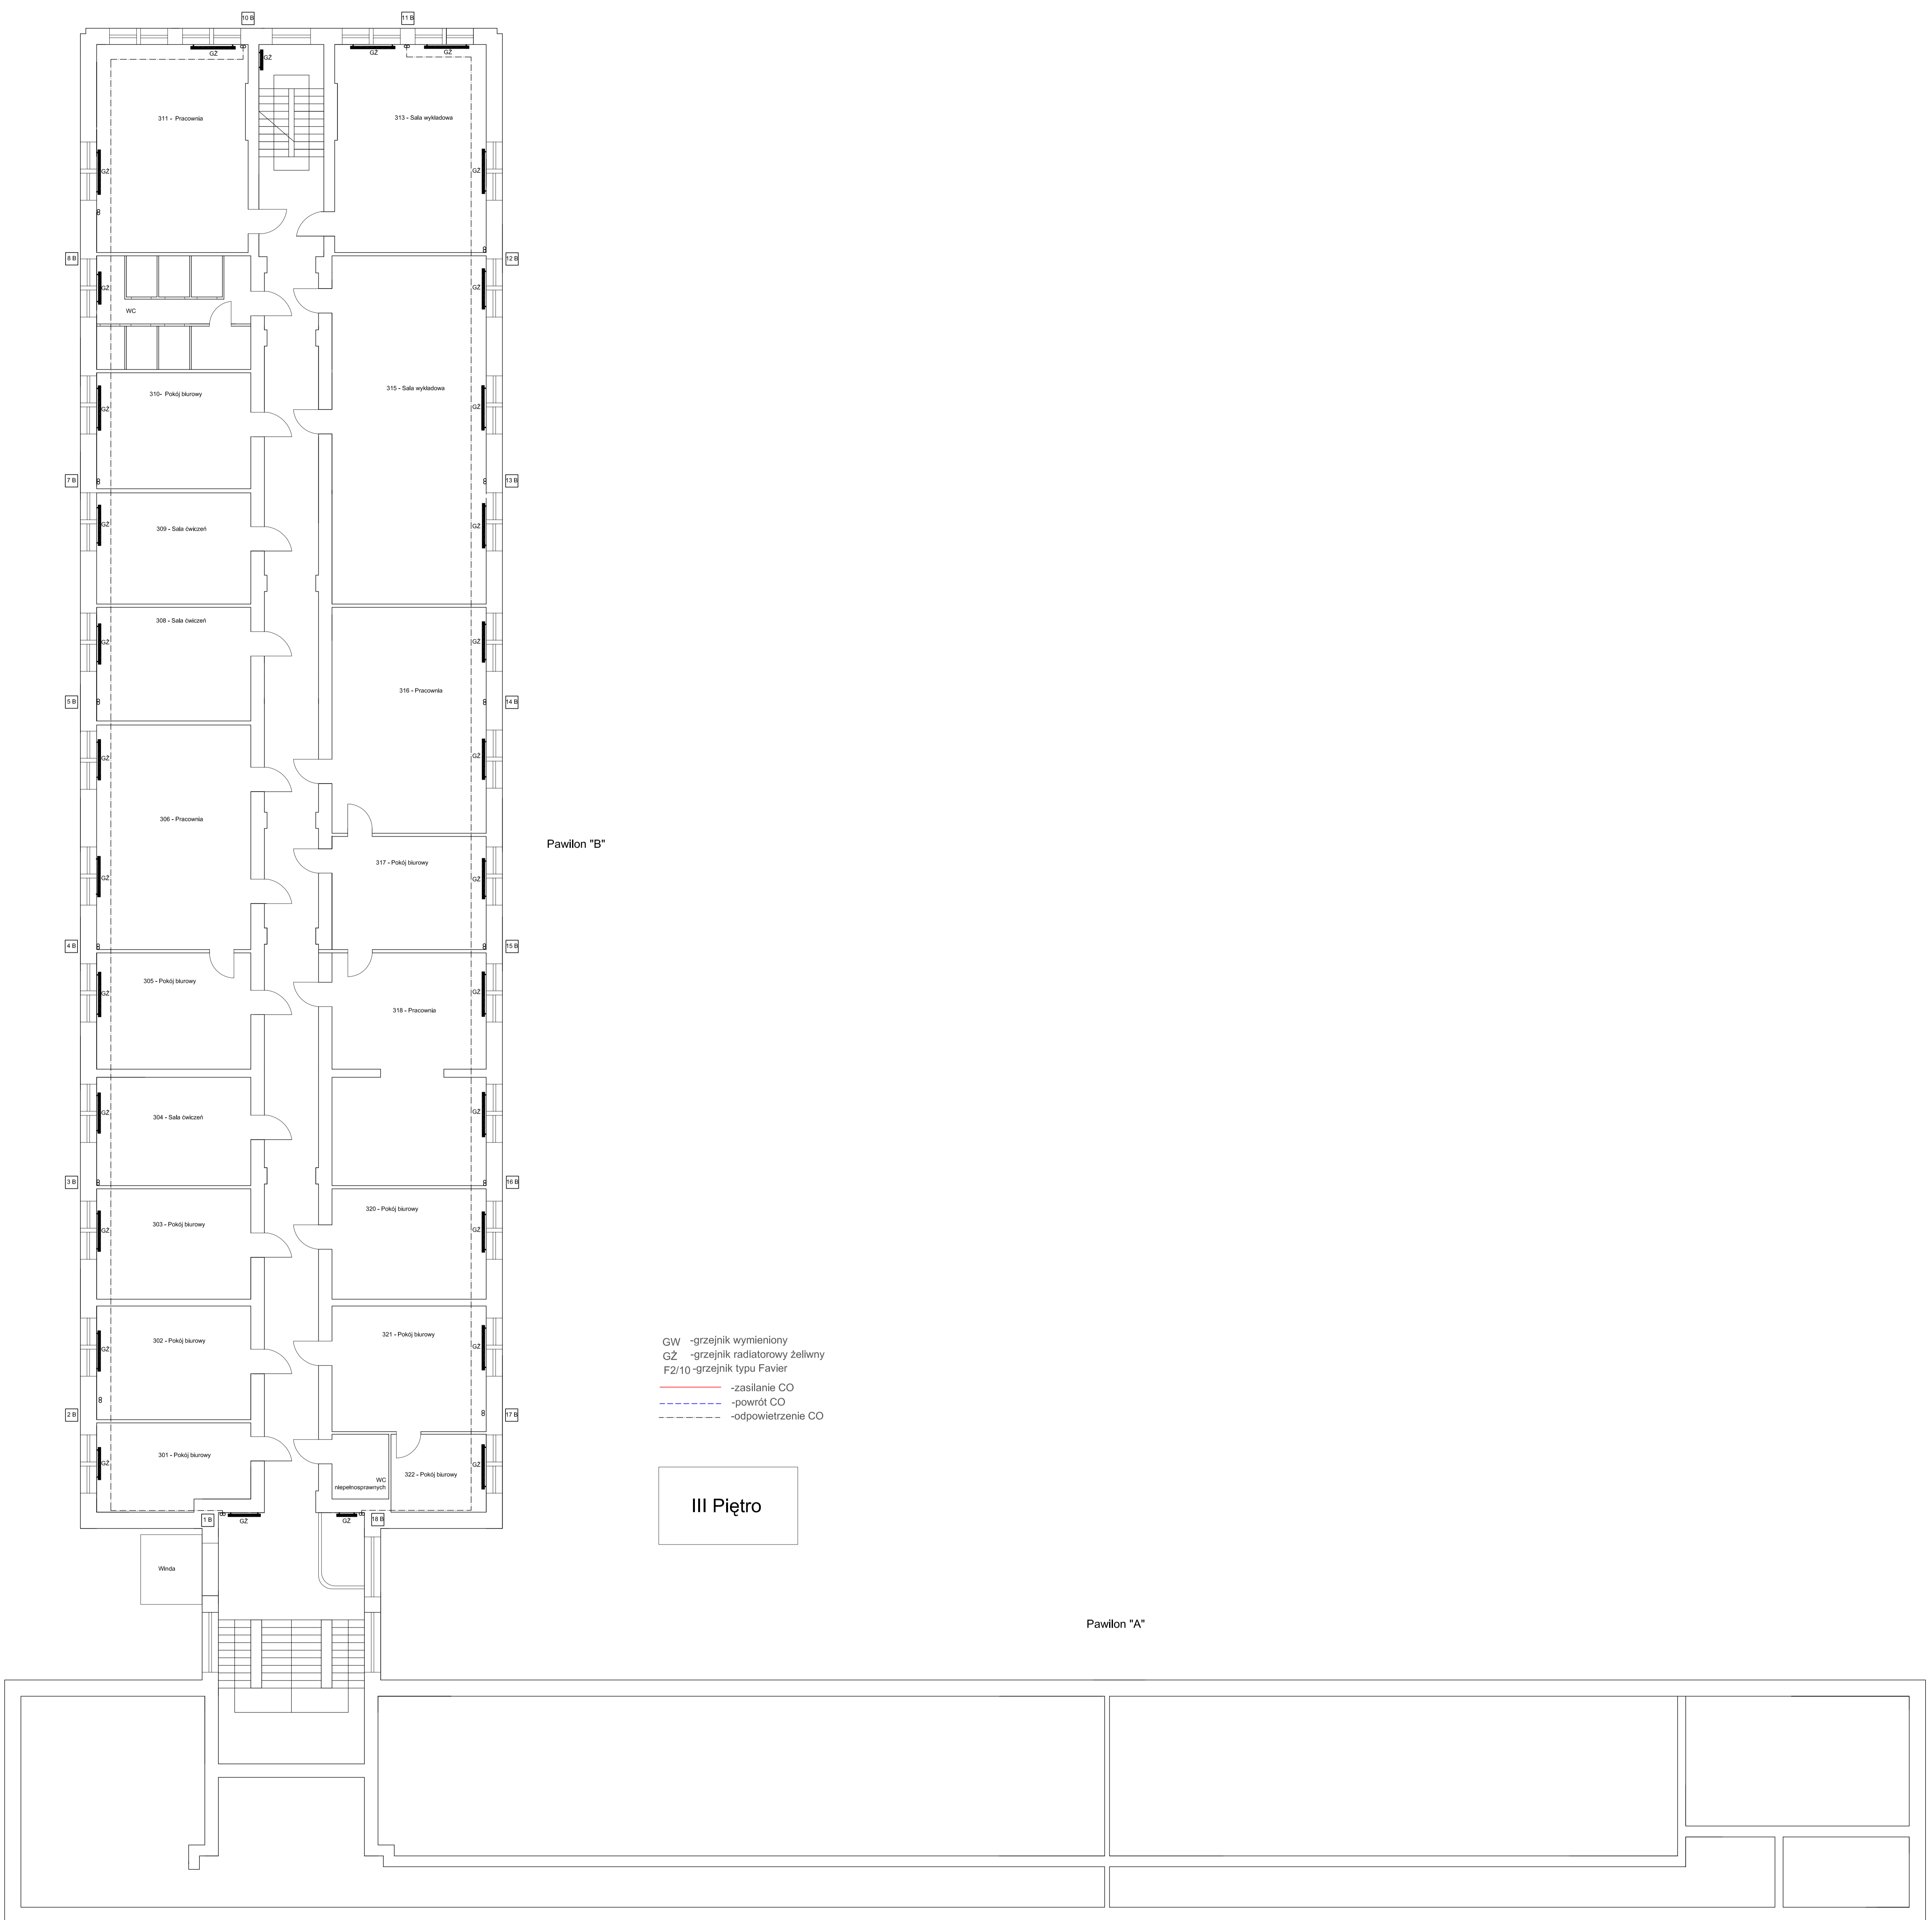 10 B
11 B
GŻ
GŻ
GŻ
GŻ
311 - Pracownia
313 - Sala wykładowa
GŻ
GŻ
8 B
12 B
GŻ
GŻ
WC
310- Pokój biurowy
315 - Sala wykładowa
GŻ
GŻ
7 B
13 B
309 - Sala ćwiczeń
GŻ
GŻ
308 - Sala ćwiczeń
GŻ
GŻ
316 - Pracownia
5 B
14 B
GŻ
GŻ
306 - Pracownia
Pawilon "B"
317 - Pokój biurowy
GŻ
GŻ
4 B
15 B
305 - Pokój biurowy
GŻ
GŻ
318 - Pracownia
304 - Sala ćwiczeń
GŻ
GŻ
3 B
16 B
303 - Pokój biurowy
320 - Pokój biurowy
GŻ
GŻ
302 - Pokój biurowy
321 - Pokój biurowy
GŻ
GŻ
GW -grzejnik wymieniony
GŻ -grzejnik radiatorowy żeliwny
F2/10 -grzejnik typu Favier
-zasilanie CO
-powrót CO
-odpowietrzenie CO
2 B
17 B
301 - Pokój biurowy
GŻ
GŻ
322 - Pokój biurowy
WC
niepełnosprawnych
III Piętro
1 B
GŻ
GŻ
18 B
Winda
Pawilon "A"